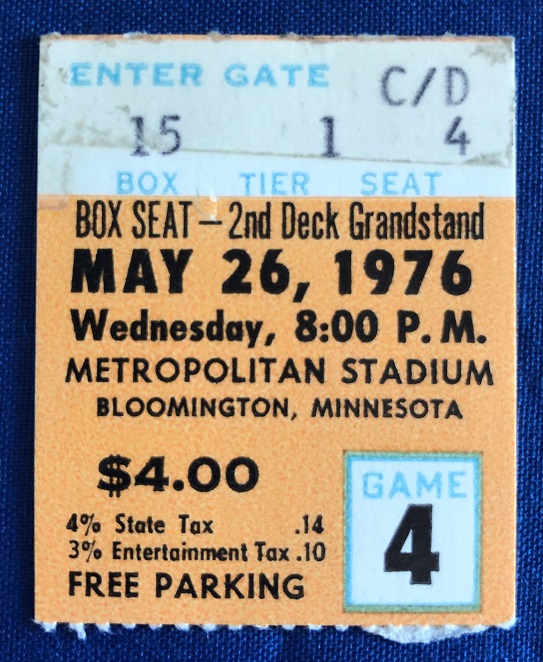 ENTER GATE C/D
15 1 4
BOX TIER SEAT
BOX SEAT — 2nd Deck Grandstand
MAY 26, 1976
Wednesday, 8:00 P. M.
METROPOLITAN STADIUM
BLOOMINGTON, MINNESOTA
$4.00
4% State Tax .14
3% Entertainment Tax .10
FREE PARKING
GAME
4